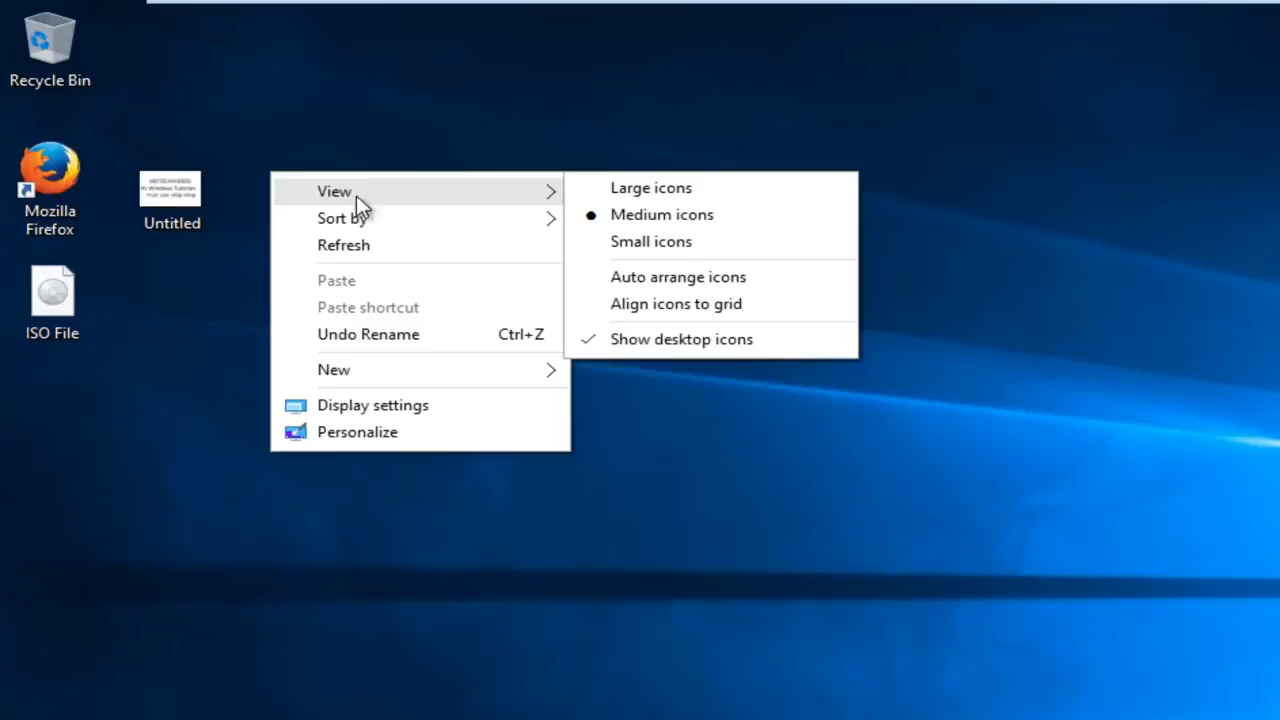 Recycle Bin
Mozilla
Firefox
Untitled
ISO File
View
Sort by
Refresh
Paste
Paste shortcut
Undo Rename Ctrl+Z
New
Display settings
Personalize
Large icons
Medium icons
Small icons
Auto arrange icons
Align icons to grid
Show desktop icons